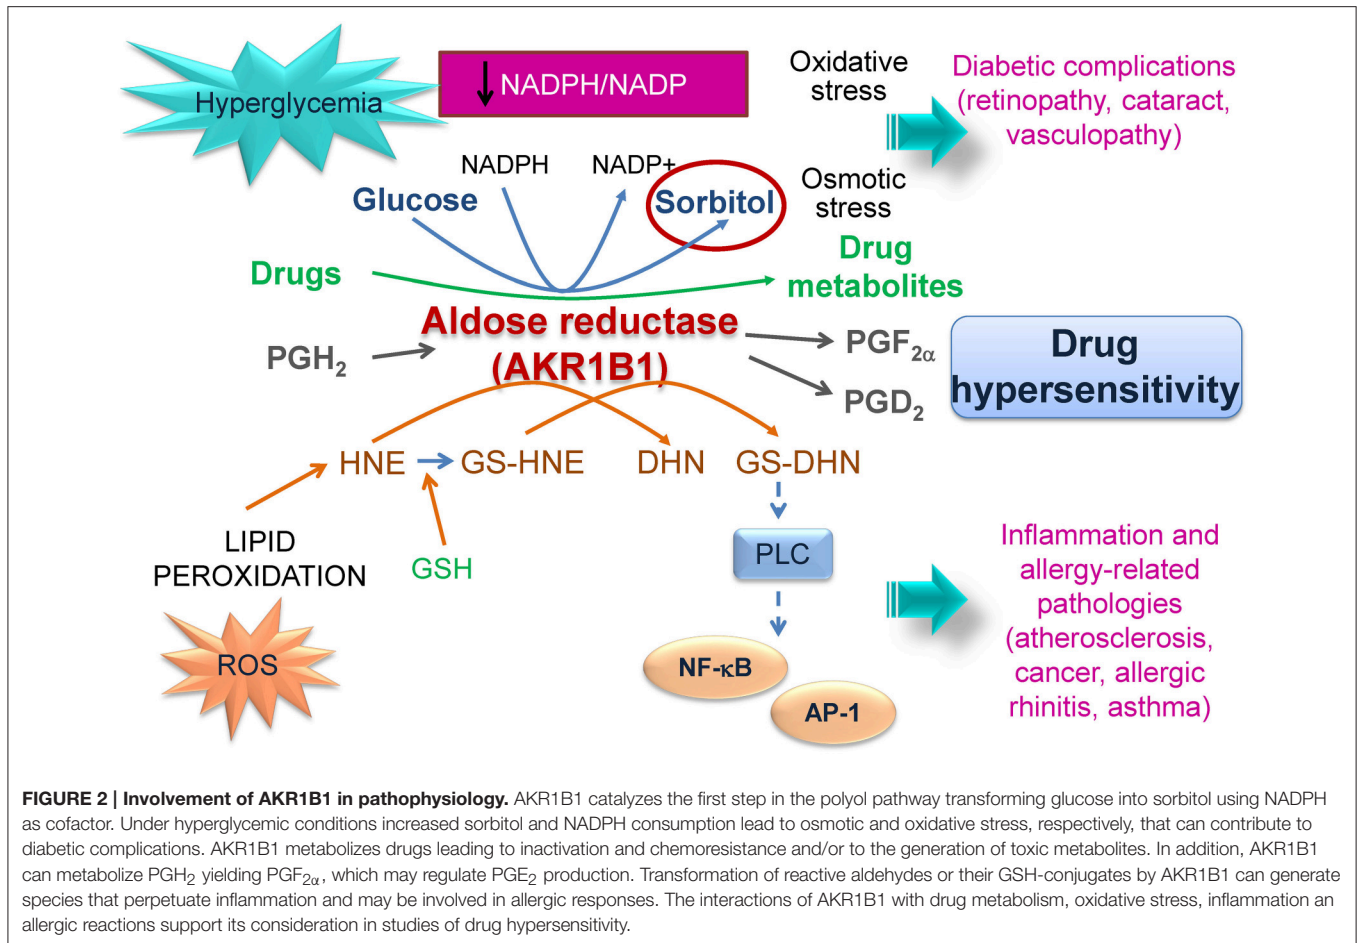 Hyperglycemia
NADPH/NADP
Oxidative
stress
Diabetic complications
(retinopathy, cataract,
vasculopathy)
NADPH
NADP+
Glucose
Sorbitol
Osmotic
stress
Drugs
Drug
metabolites
Aldose reductase
(AKR1B1)
PGH₂
PGF₂α
PGD₂
Drug
hypersensitivity
HNE
GS-HNE
DHN
GS-DHN
LIPID
PEROXIDATION
GSH
PLC
Inflammation and
allergy-related
pathologies
(atherosclerosis,
cancer, allergic
rhinitis, asthma)
ROS
NF-κB
AP-1
FIGURE 2 | Involvement of AKR1B1 in pathophysiology. AKR1B1 catalyzes the first step in the polyol pathway transforming glucose into sorbitol using NADPH
as cofactor. Under hyperglycemic conditions increased sorbitol and NADPH consumption lead to osmotic and oxidative stress, respectively, that can contribute to
diabetic complications. AKR1B1 metabolizes drugs leading to inactivation and chemoresistance and/or to the generation of toxic metabolites. In addition, AKR1B1
can metabolize PGH₂ yielding PGF₂α, which may regulate PGE₂ production. Transformation of reactive aldehydes or their GSH-conjugates by AKR1B1 can generate
species that perpetuate inflammation and may be involved in allergic responses. The interactions of AKR1B1 with drug metabolism, oxidative stress, inflammation an
allergic reactions support its consideration in studies of drug hypersensitivity.